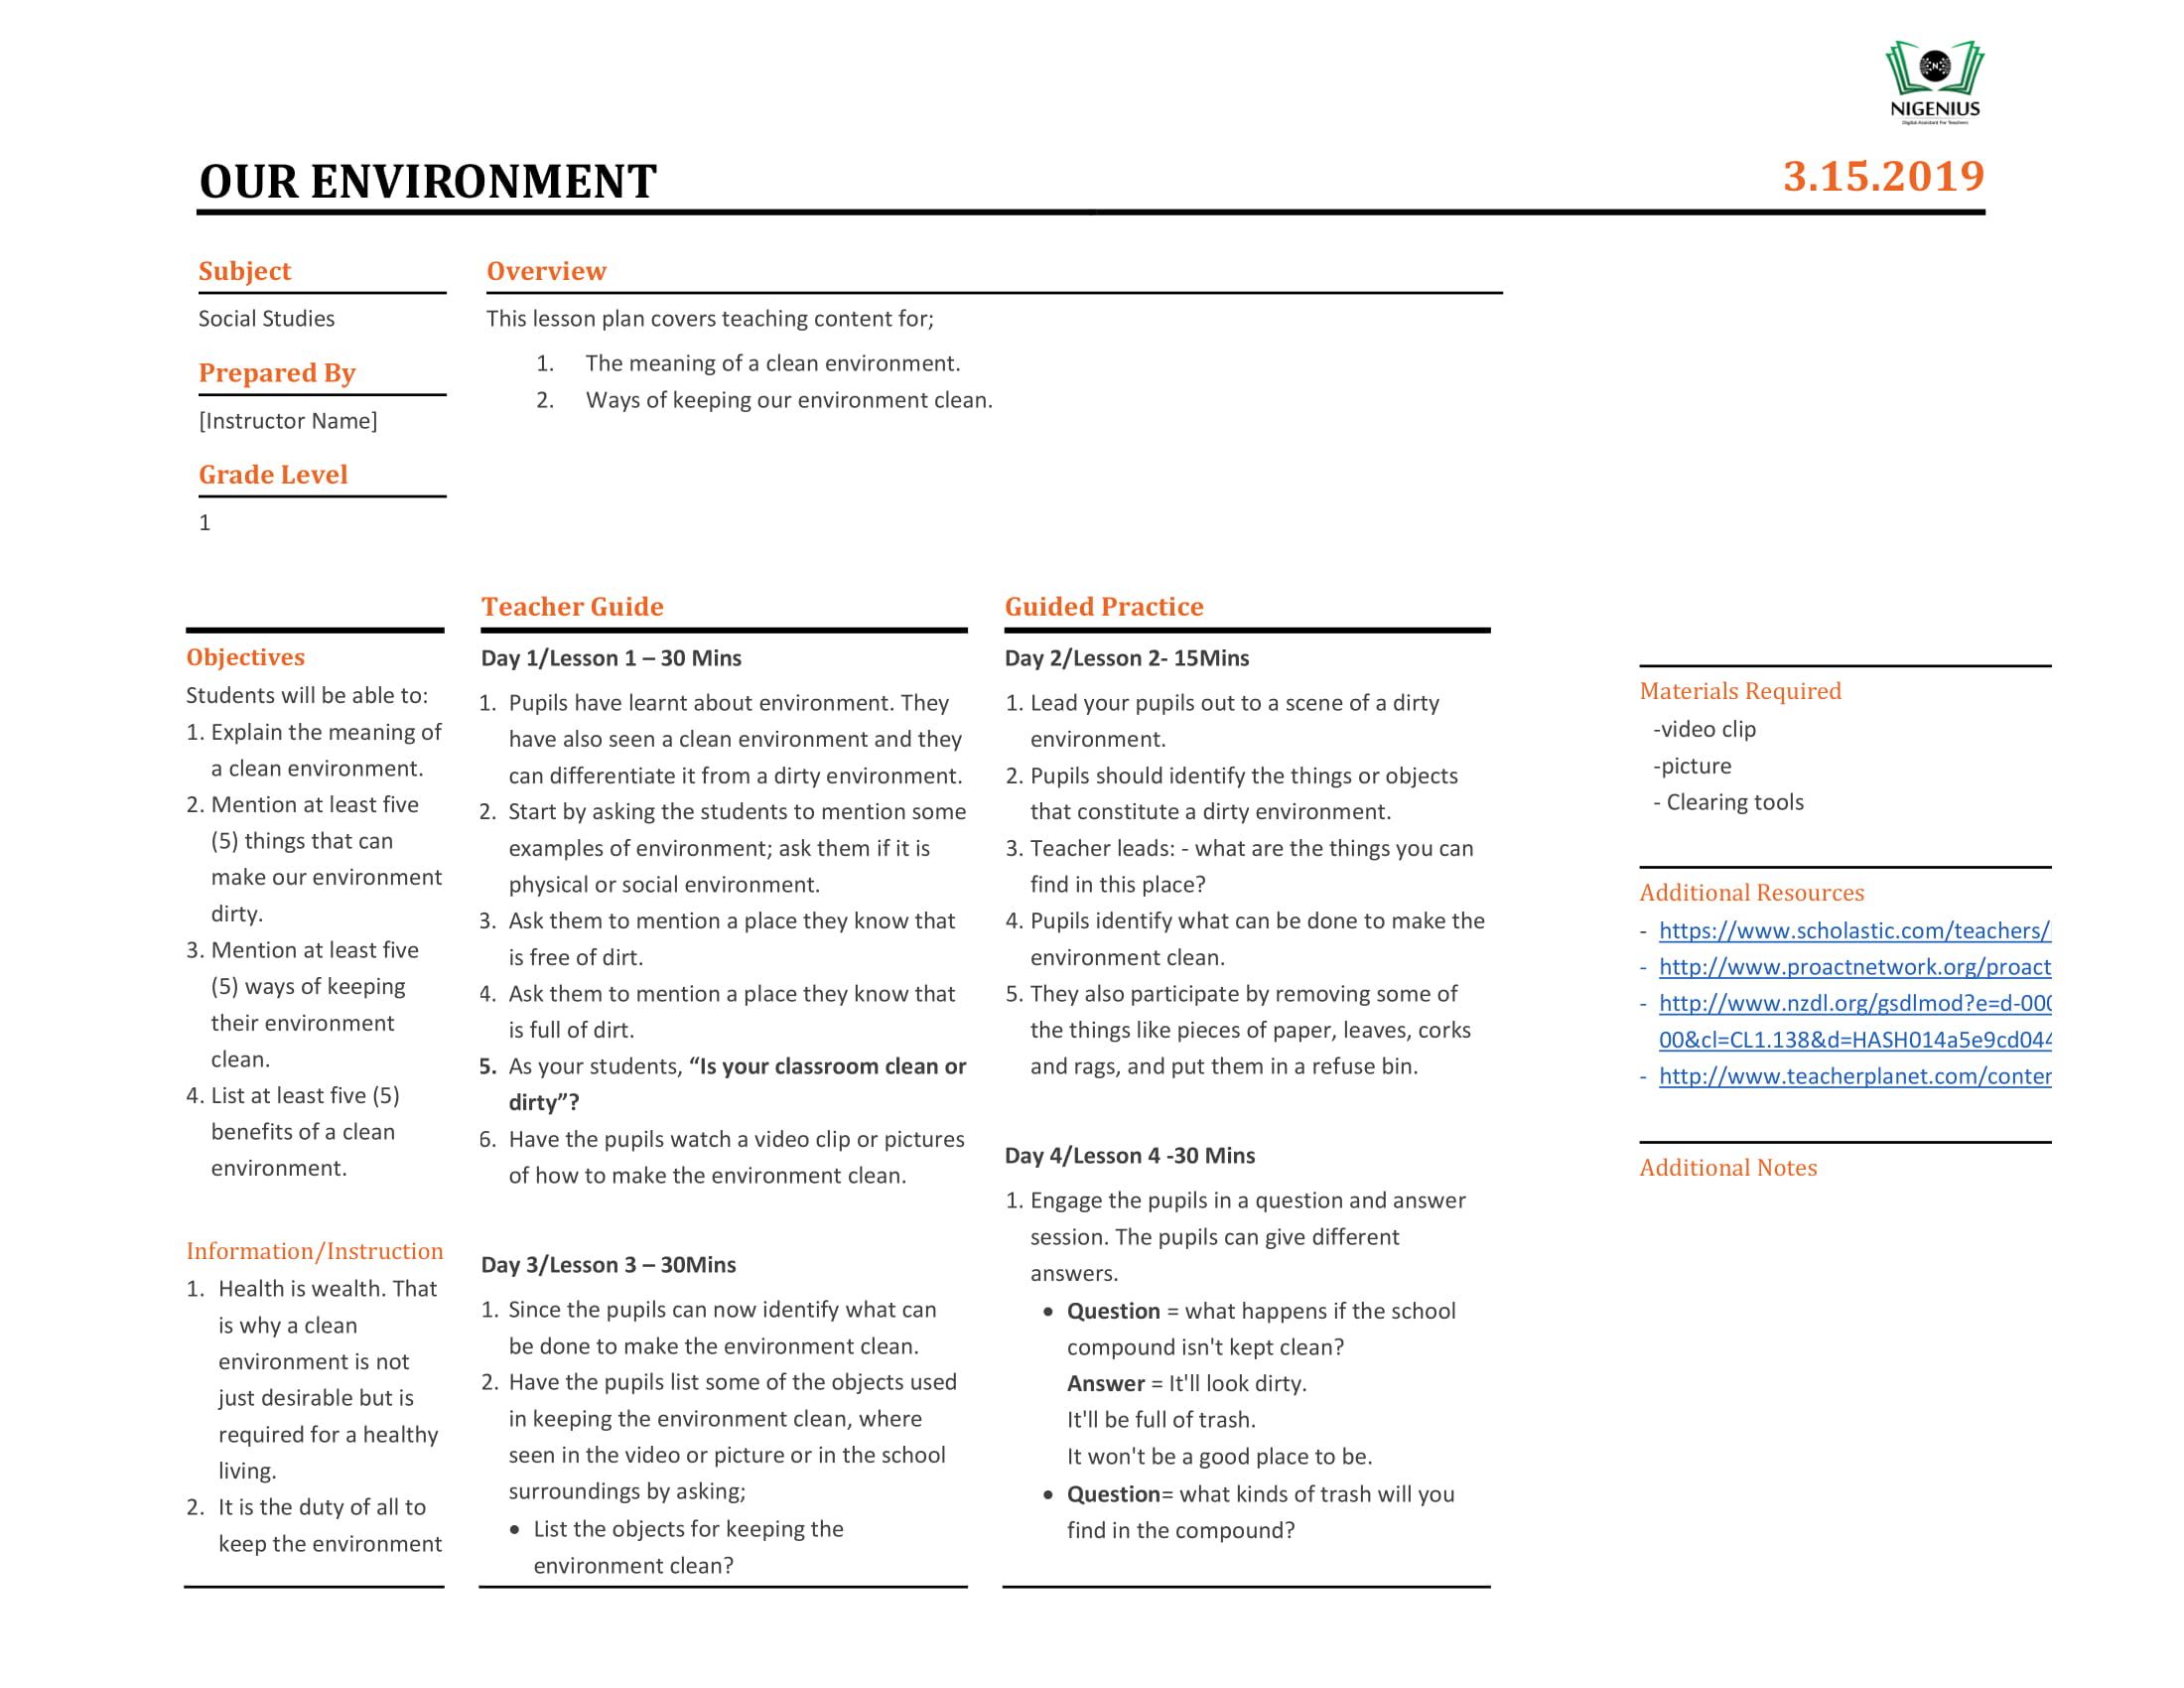 NIGENIUS
Digital Assistant For Teachers
OUR ENVIRONMENT
3.15.2019
Subject
Social Studies
Prepared By
[Instructor Name]
Grade Level
1
Overview
This lesson plan covers teaching content for;
1. The meaning of a clean environment.
2. Ways of keeping our environment clean.
Objectives
Students will be able to:
1. Explain the meaning of
a clean environment.
2. Mention at least five
(5) things that can
make our environment
dirty.
3. Mention at least five
(5) ways of keeping
their environment
clean.
4. List at least five (5)
benefits of a clean
environment.
Information/Instruction
1. Health is wealth. That
is why a clean
environment is not
just desirable but is
required for a healthy
living.
2. It is the duty of all to
keep the environment
Teacher Guide
Day 1/Lesson 1 – 30 Mins
1. Pupils have learnt about environment. They
have also seen a clean environment and they
can differentiate it from a dirty environment.
2. Start by asking the students to mention some
examples of environment; ask them if it is
physical or social environment.
3. Ask them to mention a place they know that
is free of dirt.
4. Ask them to mention a place they know that
is full of dirt.
5. As your students, “Is your classroom clean or
dirty”?
6. Have the pupils watch a video clip or pictures
of how to make the environment clean.
Day 3/Lesson 3 – 30Mins
1. Since the pupils can now identify what can
be done to make the environment clean.
2. Have the pupils list some of the objects used
in keeping the environment clean, where
seen in the video or picture or in the school
surroundings by asking;
• List the objects for keeping the
environment clean?
Guided Practice
Day 2/Lesson 2- 15Mins
1. Lead your pupils out to a scene of a dirty
environment.
2. Pupils should identify the things or objects
that constitute a dirty environment.
3. Teacher leads: - what are the things you can
find in this place?
4. Pupils identify what can be done to make the
environment clean.
5. They also participate by removing some of
the things like pieces of paper, leaves, corks
and rags, and put them in a refuse bin.
Day 4/Lesson 4 -30 Mins
1. Engage the pupils in a question and answer
session. The pupils can give different
answers.
• Question = what happens if the school
compound isn't kept clean?
Answer = It'll look dirty.
It'll be full of trash.
It won't be a good place to be.
• Question= what kinds of trash will you
find in the compound?
Materials Required
-video clip
-picture
- Clearing tools
Additional Resources
- https://www.scholastic.com/teachers/
- http://www.proactnetwork.org/proact
- http://www.nzdl.org/gsdlmod?e=d-000
00&cl=CL1.138&d=HASH014a5e9cd044
- http://www.teacherplanet.com/conten
Additional Notes